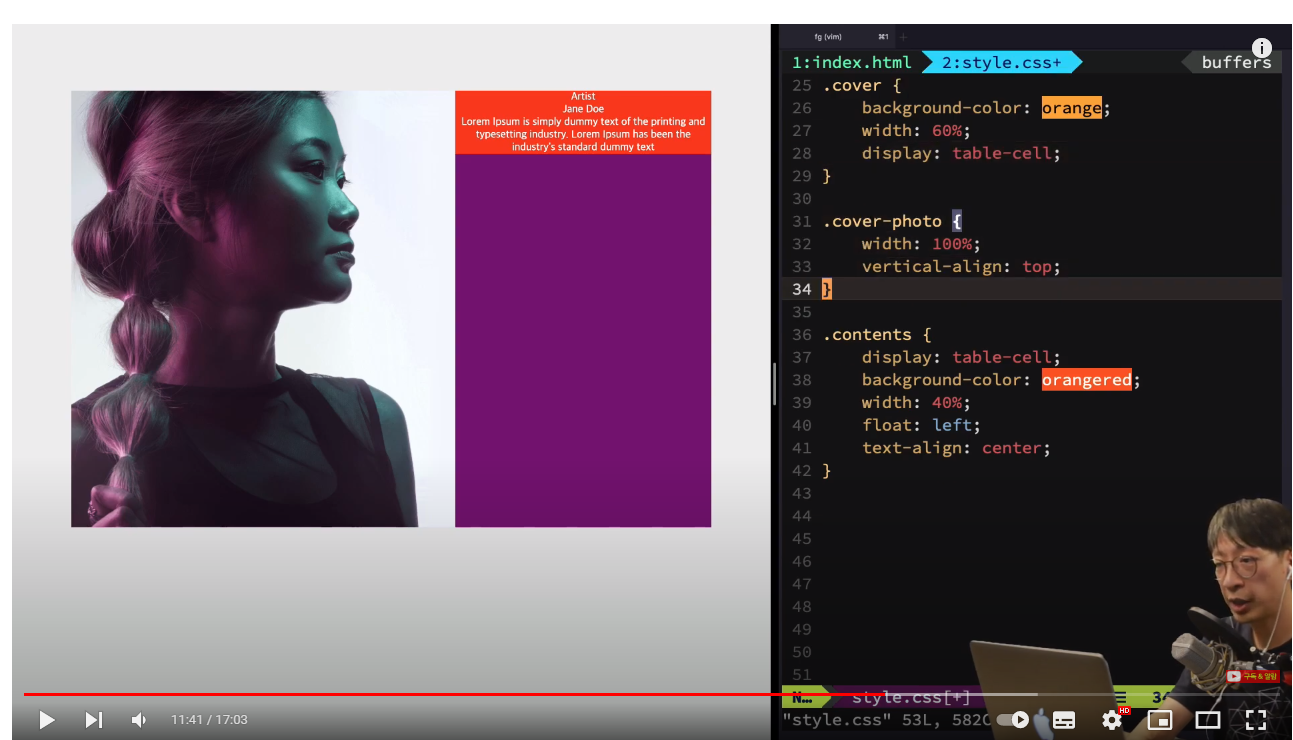 Artist
Jane Doe
Lorem Ipsum is simply dummy text of the printing and
typesetting industry. Lorem Ipsum has been the
industry's standard dummy text
fg (vim) ⌘1 +
1:index.html 2:style.css+ buffers
25 .cover {
26 background-color: orange;
27 width: 60%;
28 display: table-cell;
29 }
30
31 .cover-photo {
32 width: 100%;
33 vertical-align: top;
34 }
35
36 .contents {
37 display: table-cell;
38 background-color: orangered;
39 width: 40%;
40 float: left;
41 text-align: center;
42 }
43
44
45
46
47
48
49
50
51
구독 & 알림
N… style.css[+] ☰ 34
"style.css" 53L, 582C
11:41 / 17:03 HD